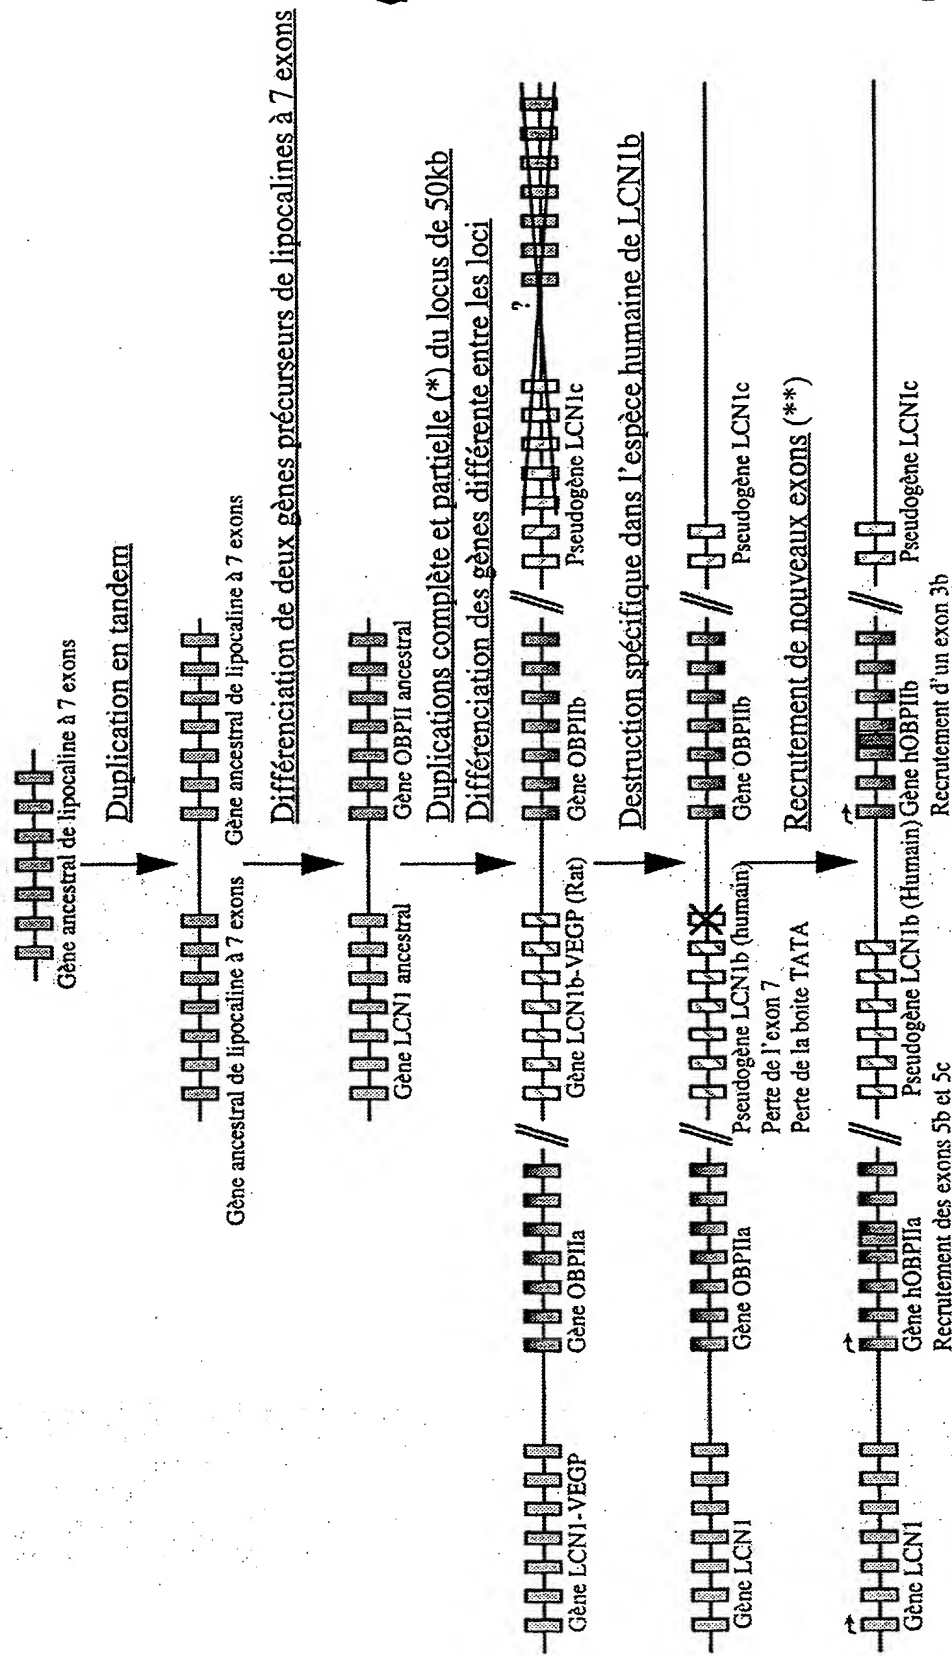 Gène ancestral de lipocaline à 7 exons
Duplication en tandem
Gène ancestral de lipocaline à 7 exons
Gène ancestral de lipocaline à 7 exons
Différenciation de deux gènes précurseurs de lipocalines à 7 exons
Gène LCN1 ancestral
Gène OBPII ancestral
Duplications complète et partielle (*) du locus de 50kb
Différenciation des gènes différente entre les loci
?
Gène LCN1-VEGP
Gène OBPIIa
Gène LCN1b-VEGP (Rat)
Gène OBPIIb
Pseudogène LCN1c
Destruction spécifique dans l'espèce humaine de LCN1b
Gène LCN1
Gène OBPIIa
Pseudogène LCN1b (humain)
Perte de l'exon 7
Perte de la boite TATA
Gène OBPIIb
Pseudogène LCN1c
Recrutement de nouveaux exons (**)
Gène LCN1
Gène hOBPIIa
Recrutement des exons 5b et 5c
Pseudogène LCN1b (Humain)
Gène hOBPIIb
Recrutement d'un exon 3b
Pseudogène LCN1c